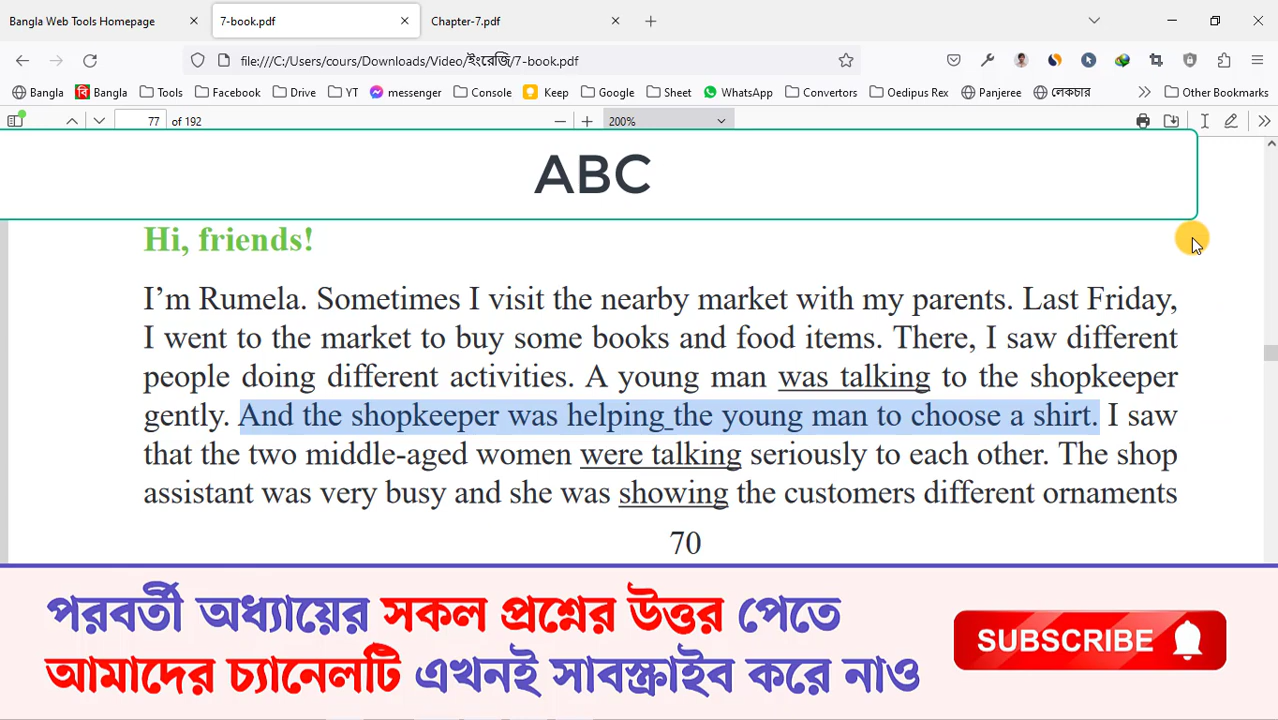 Bangla Web Tools Homepage
7-book.pdf
Chapter-7.pdf
file:///C:/Users/cours/Downloads/Video/ইংরেজি/7-book.pdf
Bangla
Bangla
Tools
Facebook
Drive
YT
messenger
Console
Keep
Google
Sheet
WhatsApp
Convertors
Oedipus Rex
Panjeree
লেকচার
Other Bookmarks
77 of 192
200%
ABC
Hi, friends!
I’m Rumela. Sometimes I visit the nearby market with my parents. Last Friday,
I went to the market to buy some books and food items. There, I saw different
people doing different activities. A young man was talking to the shopkeeper
gently. And the shopkeeper was helping the young man to choose a shirt. I saw
that the two middle-aged women were talking seriously to each other. The shop
assistant was very busy and she was showing the customers different ornaments
70
পরবর্তী অধ্যায়ের সকল প্রশ্নের উত্তর পেতে
আমাদের চ্যানেলটি এখনই সাবস্ক্রাইব করে নাও
SUBSCRIBE